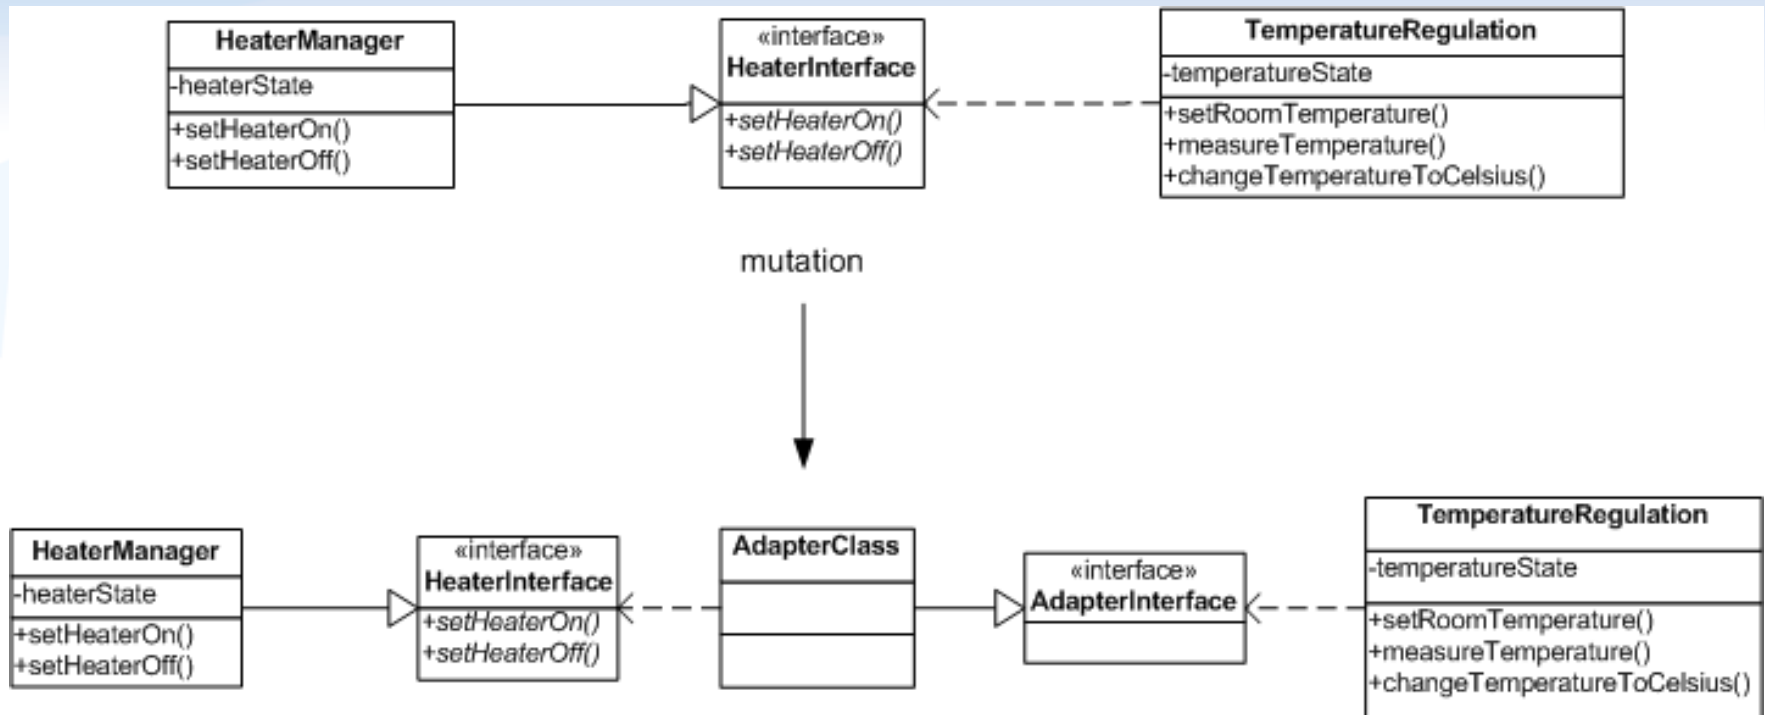 HeaterManager
-heaterState
+setHeaterOn()
+setHeaterOff()
«interface»
HeaterInterface
+setHeaterOn()
+setHeaterOff()
TemperatureRegulation
-temperatureState
+setRoomTemperature()
+measureTemperature()
+changeTemperatureToCelsius()
mutation
HeaterManager
-heaterState
+setHeaterOn()
+setHeaterOff()
«interface»
HeaterInterface
+setHeaterOn()
+setHeaterOff()
AdapterClass
«interface»
AdapterInterface
TemperatureRegulation
-temperatureState
+setRoomTemperature()
+measureTemperature()
+changeTemperatureToCelsius()